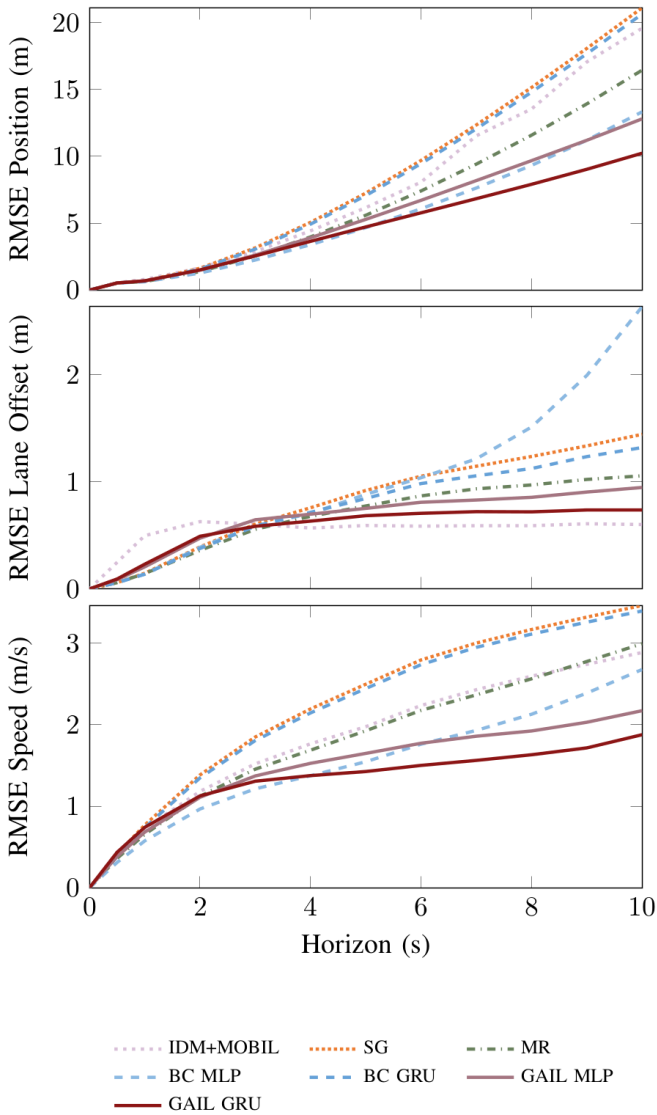 20
15
10
5
0
RMSE Position (m)
2
1
0
RMSE Lane Offset (m)
3
2
1
0
RMSE Speed (m/s)
0 2 4 6 8 10
Horizon (s)
IDM+MOBIL SG MR
BC MLP BC GRU GAIL MLP
GAIL GRU